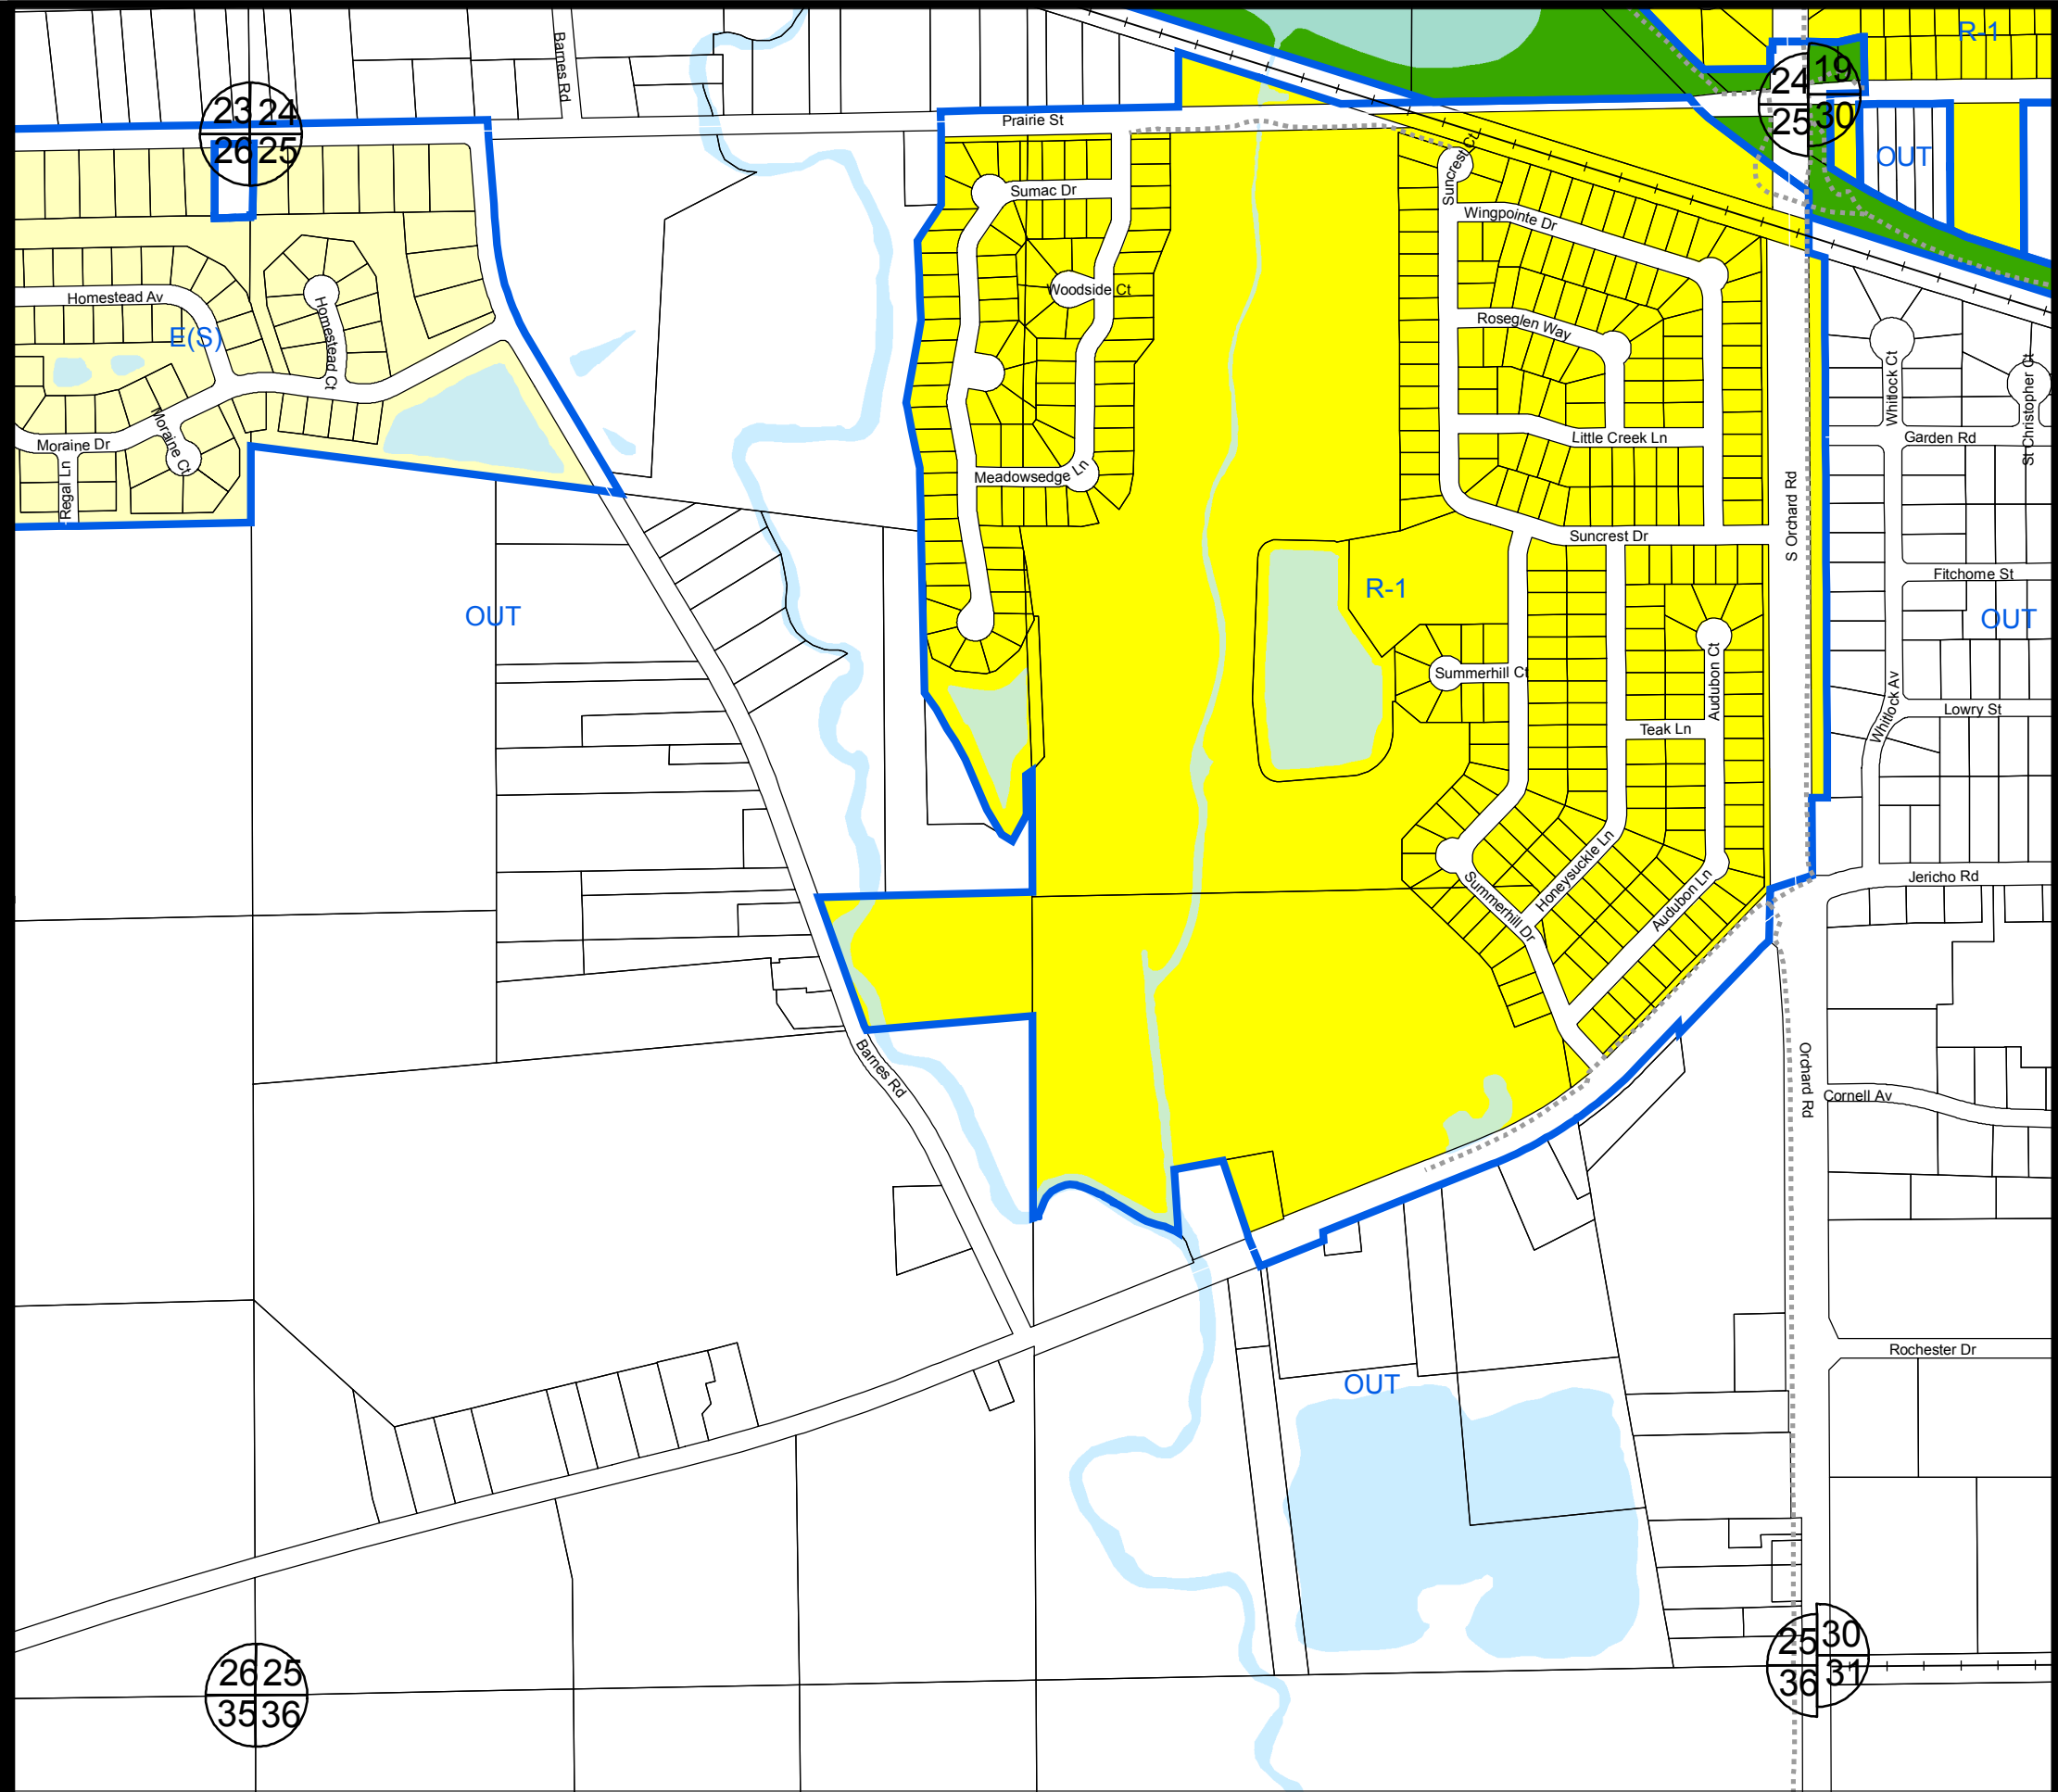 Barnes Rd
R-1
23 24
26 25
24 19
25 30
Prairie St
OUT
Suncrest Ct
Sumac Dr
Wingpointe Dr
Woodside Ct
Homestead Av
Homestead Ct
E(S)
Roseglen Way
Whitlock Ct
St Christopher Ct
Moraine Dr
Moraine Ct
Regal Ln
Little Creek Ln
Garden Rd
Meadowsedge Ln
S Orchard Rd
Suncrest Dr
Fitchome St
R-1
OUT
OUT
Summerhill Ct
Audubon Ct
Whitlock Av
Lowry St
Teak Ln
Honeysuckle Ln
Summerhill Dr
Audubon Ln
Jericho Rd
Barnes Rd
Orchard Rd
Cornell Av
Rochester Dr
OUT
26 25
35 36
25 30
36 31